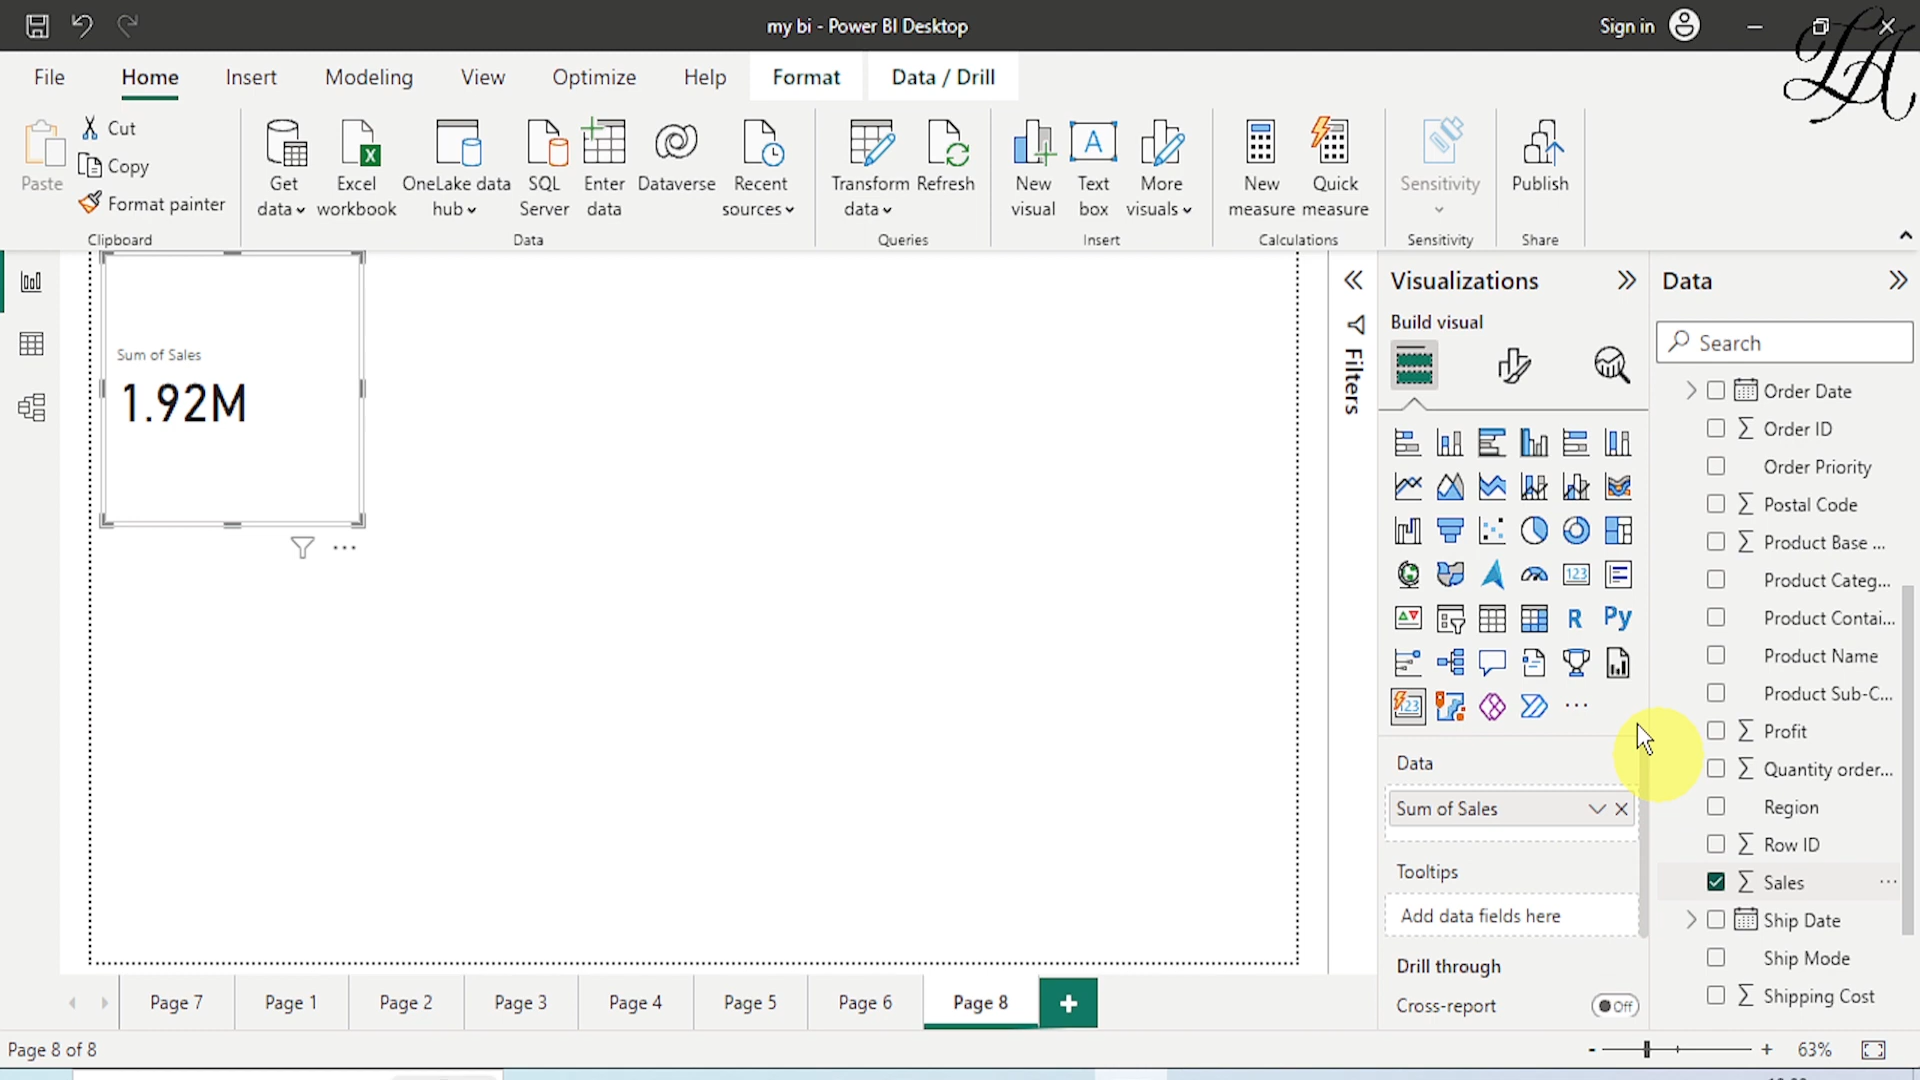 my bi - Power BI Desktop
Sign in
LA
File Home Insert Modeling View Optimize Help Format Data / Drill
Paste
Cut
Copy
Format painter
Clipboard
Get data
Excel workbook
OneLake data hub
SQL Server
Enter data
Dataverse
Recent sources
Data
Transform data
Refresh
Queries
New visual
Text box
More visuals
Insert
New measure
Quick measure
Calculations
Sensitivity
Sensitivity
Publish
Share
Sum of Sales
1.92M
Filters
Visualizations
Build visual
123
R
Py
123
Data
Sum of Sales
Tooltips
Add data fields here
Drill through
Cross-report
Off
Data
Search
Order Date
Order ID
Order Priority
Postal Code
Product Base ...
Product Categ...
Product Contai...
Product Name
Product Sub-C...
Profit
Quantity order...
Region
Row ID
Sales
Ship Date
Ship Mode
Shipping Cost
Page 7 Page 1 Page 2 Page 3 Page 4 Page 5 Page 6 Page 8
Page 8 of 8
63%